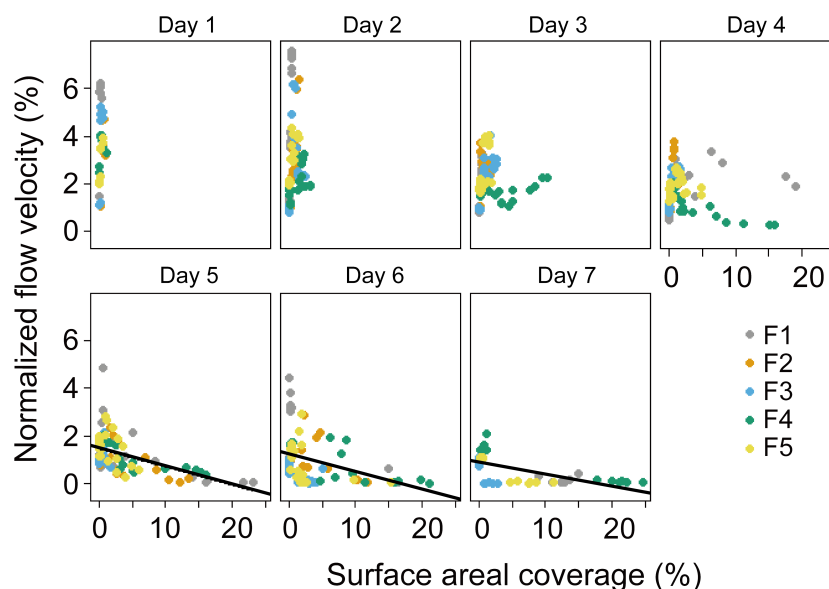 Day 1 Day 2 Day 3 Day 4
Normalized flow velocity (%)
6
4
2
0
0 10 20
Day 5 Day 6 Day 7
6
4
2
0
F1
F2
F3
F4
F5
0 10 20 0 10 20 0 10 20
Surface areal coverage (%)